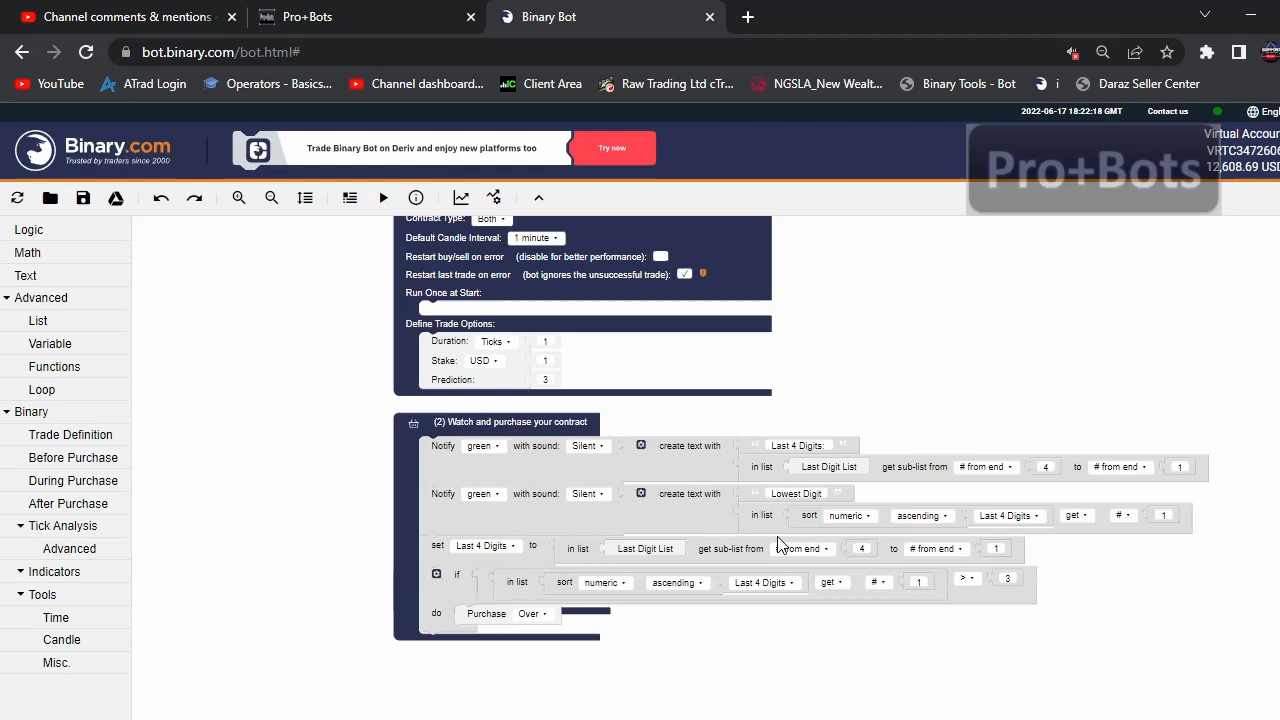 Channel comments & mentions
Pro+Bots
Binary Bot
bot.binary.com/bot.html#
YouTube
ATrad Login
Operators - Basics...
Channel dashboard...
Client Area
Raw Trading Ltd cTr...
NGSLA_New Wealt...
Binary Tools - Bot
Daraz Seller Center
2022-06-17 18:22:18 GMT
Contact us
Engl
Binary.com
Trusted by traders since 2000
Trade Binary Bot on Deriv and enjoy new platforms too
Try now
Virtual Accou
VRTC3472606
12,608.69 USD
Pro+Bots
Logic
Math
Text
Advanced
List
Variable
Functions
Loop
Binary
Trade Definition
Before Purchase
During Purchase
After Purchase
Tick Analysis
Advanced
Indicators
Tools
Time
Candle
Misc.
Contract Type: Both
Default Candle Interval: 1 minute
Restart buy/sell on error (disable for better performance):
Restart last trade on error (bot ignores the unsuccessful trade): ✓
Run Once at Start:
Define Trade Options:
Duration: Ticks 1
Stake: USD 1
Prediction: 3
(2) Watch and purchase your contract
Notify green with sound: Silent create text with “ Last 4 Digits: ”
in list Last Digit List get sub-list from # from end 4 to # from end 1
Notify green with sound: Silent create text with “ Lowest Digit ”
in list sort numeric ascending Last 4 Digits get # 1
set Last 4 Digits to in list Last Digit List get sub-list from # from end 4 to # from end 1
if in list sort numeric ascending Last 4 Digits get # 1 > 3
do Purchase Over